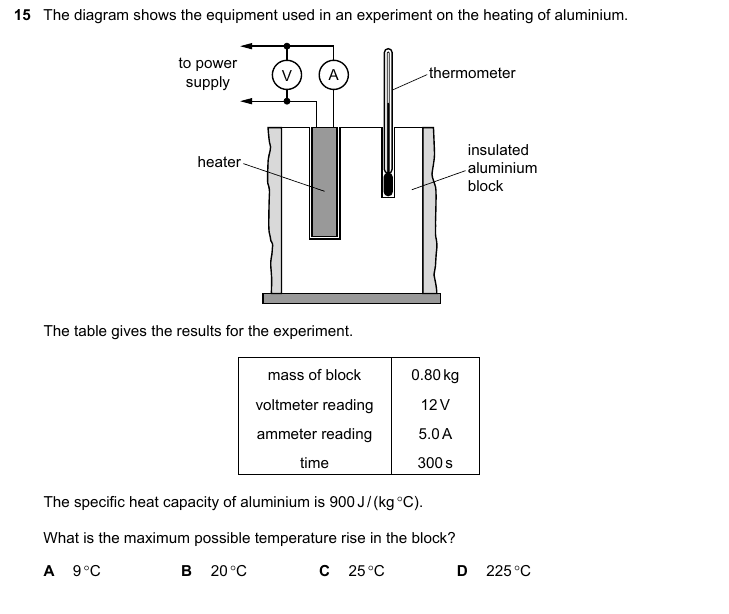 15 The diagram shows the equipment used in an experiment on the heating of aluminium.
to power
supply
V
A
thermometer
heater
insulated
aluminium
block
The table gives the results for the experiment.
mass of block 0.80 kg
voltmeter reading 12 V
ammeter reading 5.0 A
time 300 s
The specific heat capacity of aluminium is 900 J / (kg °C).
What is the maximum possible temperature rise in the block?
A 9 °C B 20 °C C 25 °C D 225 °C